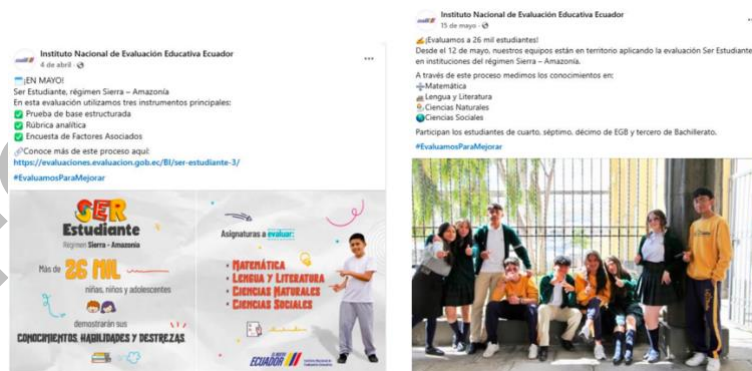 Instituto Nacional de Evaluación Educativa Ecuador
4 de abril ·
¡EN MAYO!
Ser Estudiante, régimen Sierra – Amazonía
En esta evaluación utilizamos tres instrumentos principales:
Prueba de base estructurada
Rúbrica analítica
Encuesta de Factores Asociados
Conoce más de este proceso aquí:
https://evaluaciones.evaluacion.gob.ec/BI/ser-estudiante-3/
#EvaluamosParaMejorar
SER
Estudiante
Régimen Sierra - Amazonía
Más de 26 MIL
niñas, niños y adolescentes
demostrarán sus
CONOCIMIENTOS, HABILIDADES Y DESTREZAS
Asignaturas a evaluar:
• MATEMÁTICA
• LENGUA Y LITERATURA
• CIENCIAS NATURALES
• CIENCIAS SOCIALES
EL NUEVO
ECUADOR
Instituto Nacional de
Evaluación Educativa
Instituto Nacional de Evaluación Educativa Ecuador
15 de mayo ·
¡Evaluamos a 26 mil estudiantes!
Desde el 12 de mayo, nuestros equipos están en territorio aplicando la evaluación Ser Estudiante
en instituciones del régimen Sierra – Amazonía.
A través de este proceso medimos los conocimientos en:
Matemática
Lengua y Literatura
Ciencias Naturales
Ciencias Sociales
Participan los estudiantes de cuarto, séptimo, décimo de EGB y tercero de Bachillerato.
#EvaluamosParaMejorar